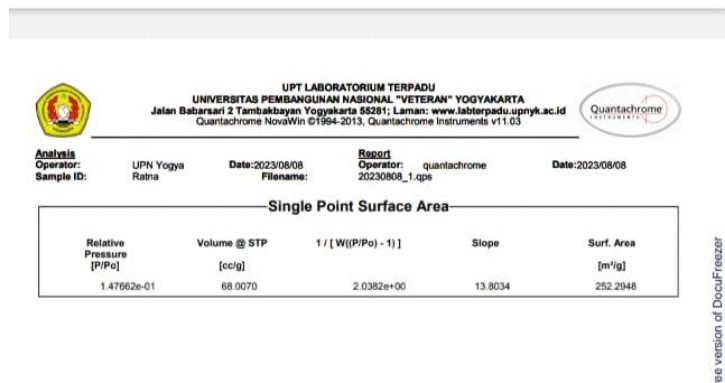 UPT LABORATORIUM TERPADU
UNIVERSITAS PEMBANGUNAN NASIONAL "VETERAN" YOGYAKARTA
Jalan Babarsari 2 Tambakbayan Yogyakarta 55281; Laman: www.labterpadu.upnyk.ac.id
Quantachrome NovaWin ©1994-2013, Quantachrome Instruments v11.03
Quantachrome
INSTRUMENTS
Analysis Report
Operator: UPN Yogya Date:2023/08/08 Operator: quantachrome Date:2023/08/08
Sample ID: Ratna Filename: 20230808_1.qps
Single Point Surface Area
Relative Pressure Volume @ STP 1 / [ W((P/Po) - 1) ] Slope Surf. Area
[P/Po] [cc/g] [m²/g]
1.47662e-01 68.0070 2.0382e+00 13.8034 252.2948
ee version of DocuFreezer